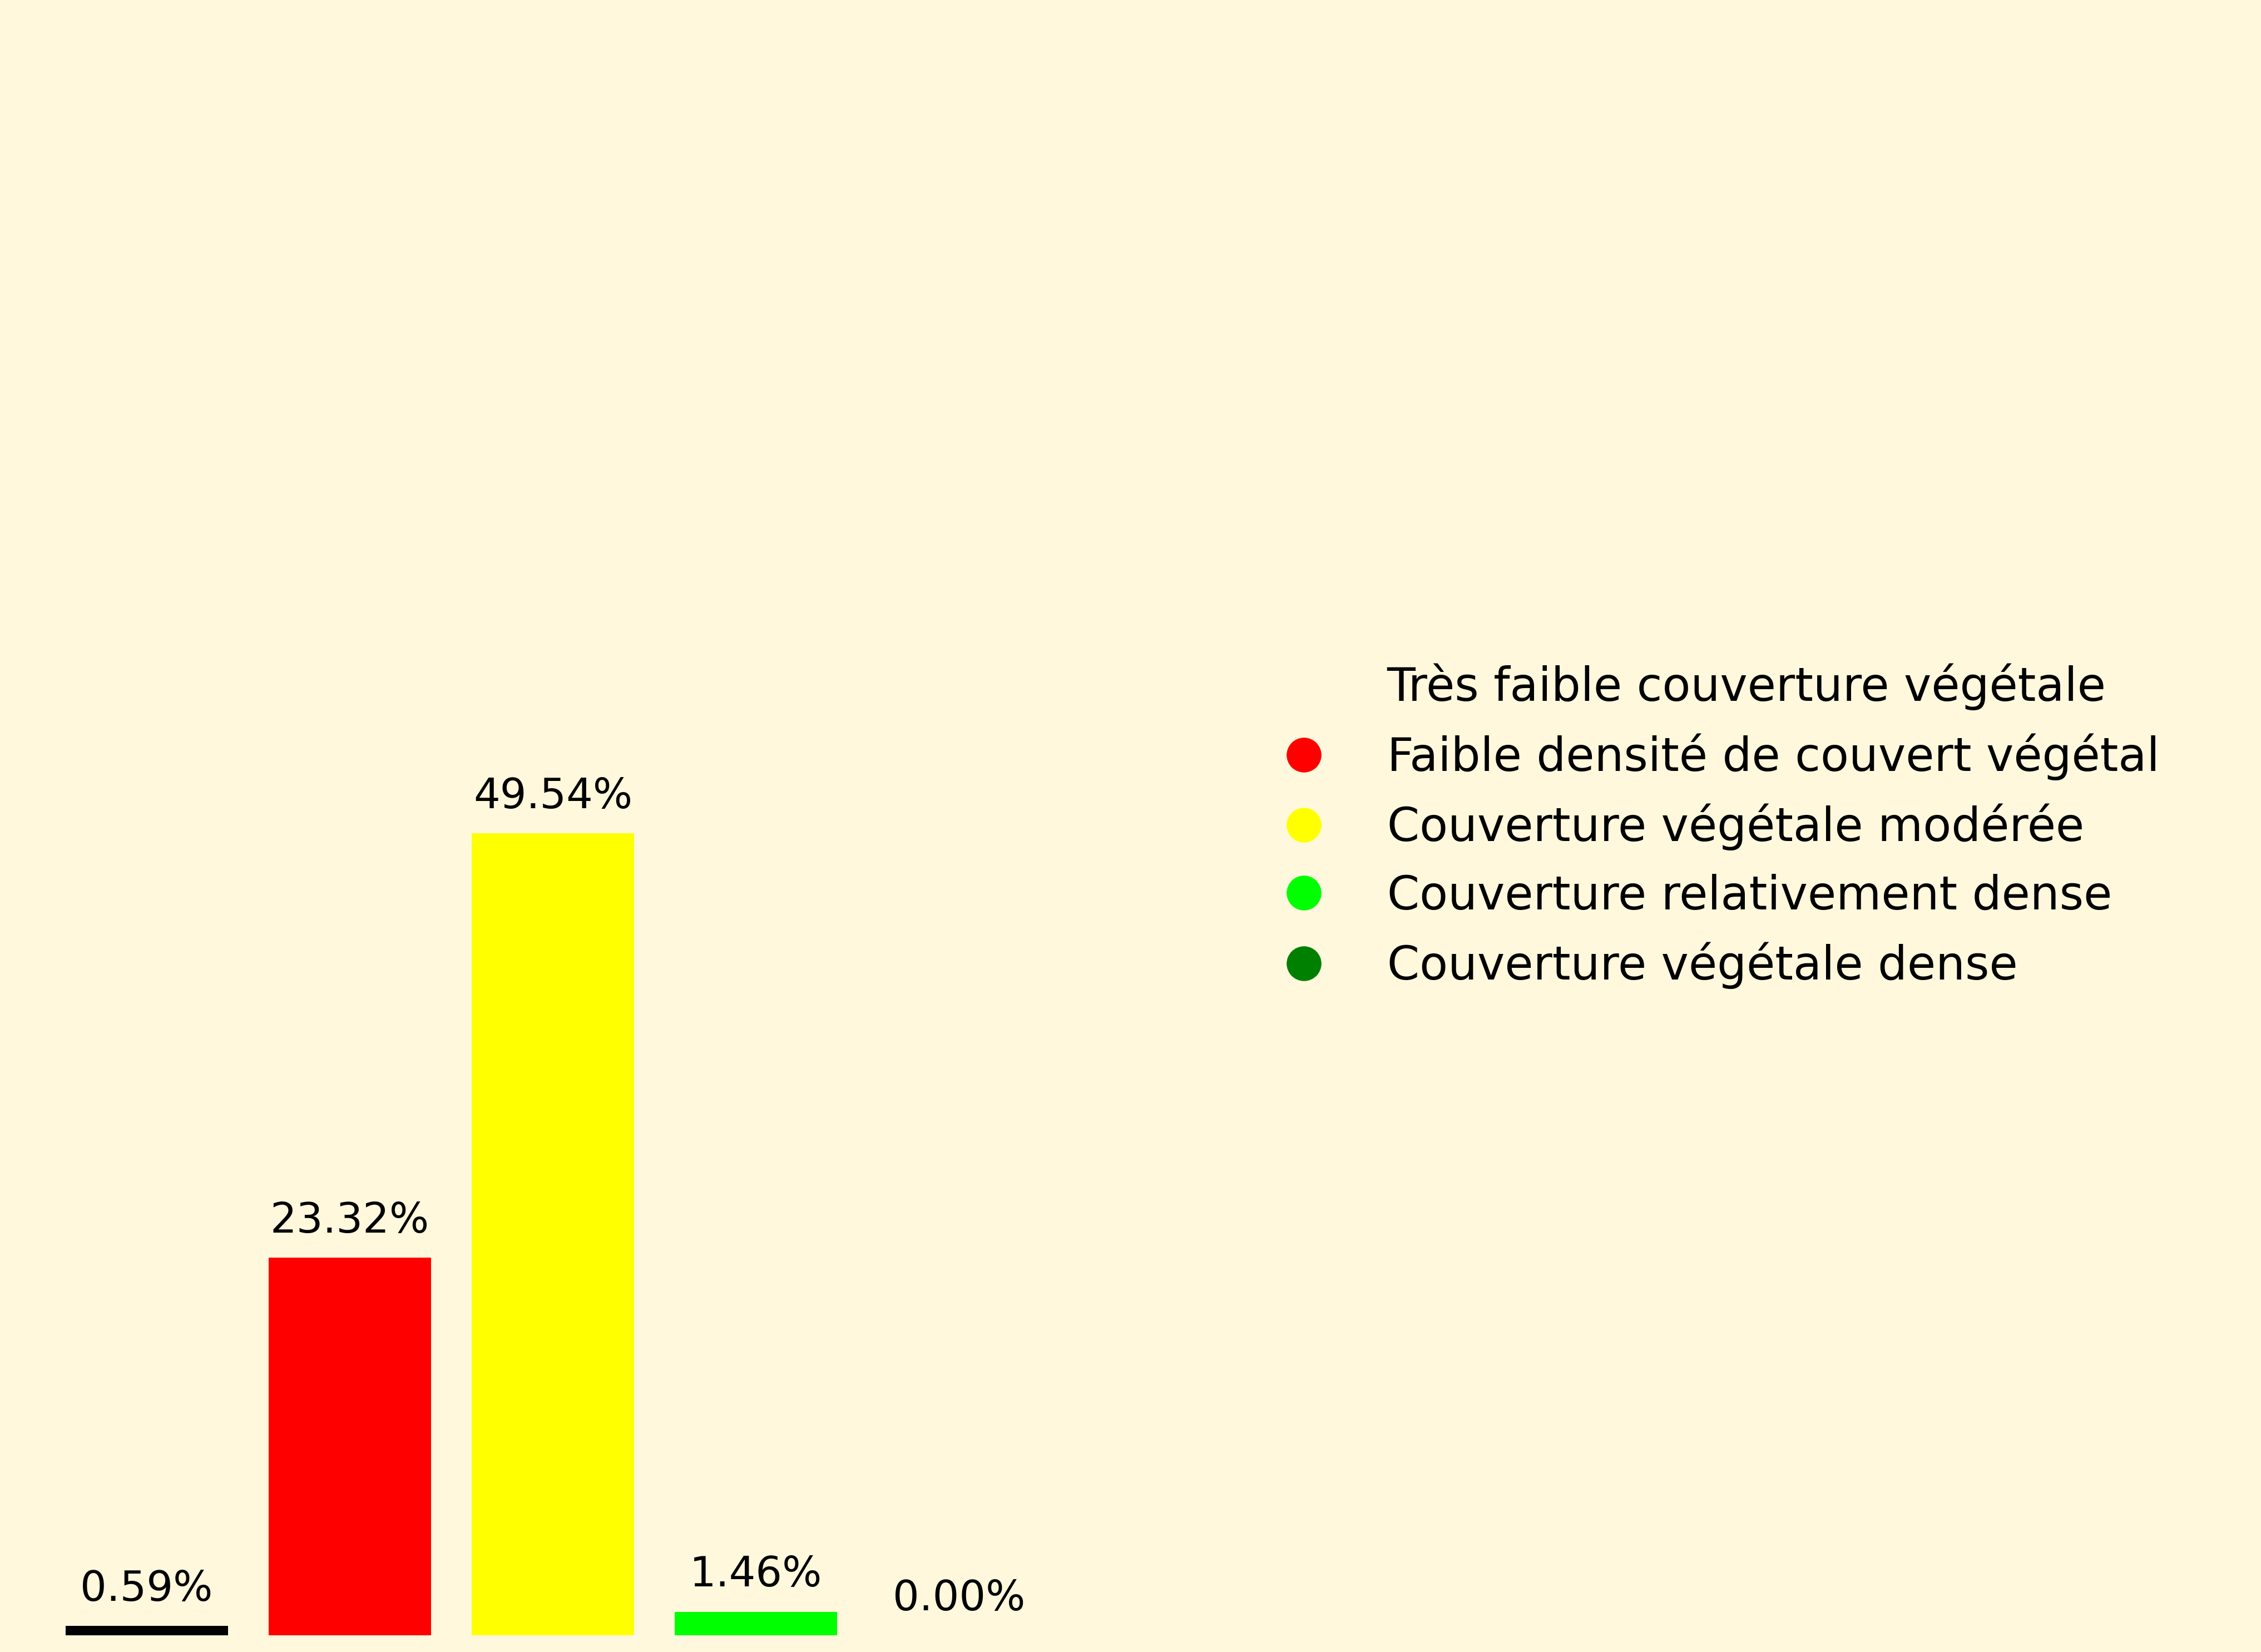 Très faible couverture végétale
Faible densité de couvert végétal
49.54%
Couverture végétale modérée
Couverture relativement dense
Couverture végétale dense
23.32%
1.46%
0.59%
0.00%